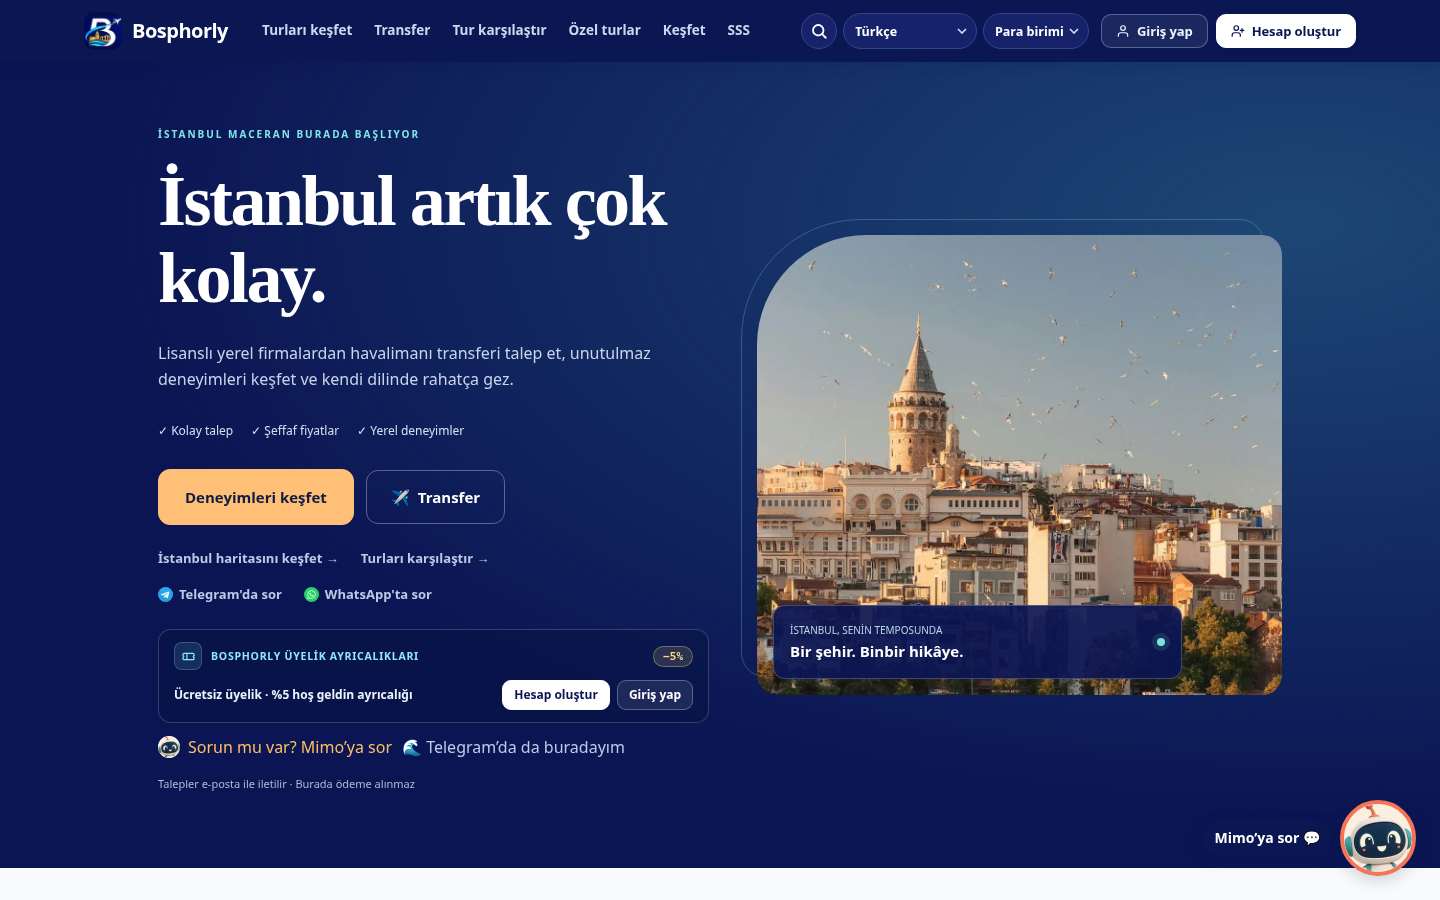 Bosphorly
Turları keşfet
Transfer
Tur karşılaştır
Özel turlar
Keşfet
SSS
Türkçe
Para birimi
Giriş yap
Hesap oluştur
İSTANBUL MACERAN BURADA BAŞLIYOR
İstanbul artık çok
kolay.
Lisanslı yerel firmalardan havalimanı transferi talep et, unutulmaz
deneyimleri keşfet ve kendi dilinde rahatça gez.
✓ Kolay talep
✓ Şeffaf fiyatlar
✓ Yerel deneyimler
Deneyimleri keşfet
✈️ Transfer
İstanbul haritasını keşfet →
Turları karşılaştır →
Telegram'da sor
WhatsApp'ta sor
BOSPHORLY ÜYELİK AYRICALIKLARI
−5%
Ücretsiz üyelik · %5 hoş geldin ayrıcalığı
Hesap oluştur
Giriş yap
Sorun mu var? Mimo’ya sor
🌊 Telegram’da da buradayım
Talepler e-posta ile iletilir · Burada ödeme alınmaz
İSTANBUL, SENİN TEMPOSUNDA
Bir şehir. Binbir hikâye.
Mimo’ya sor 💬